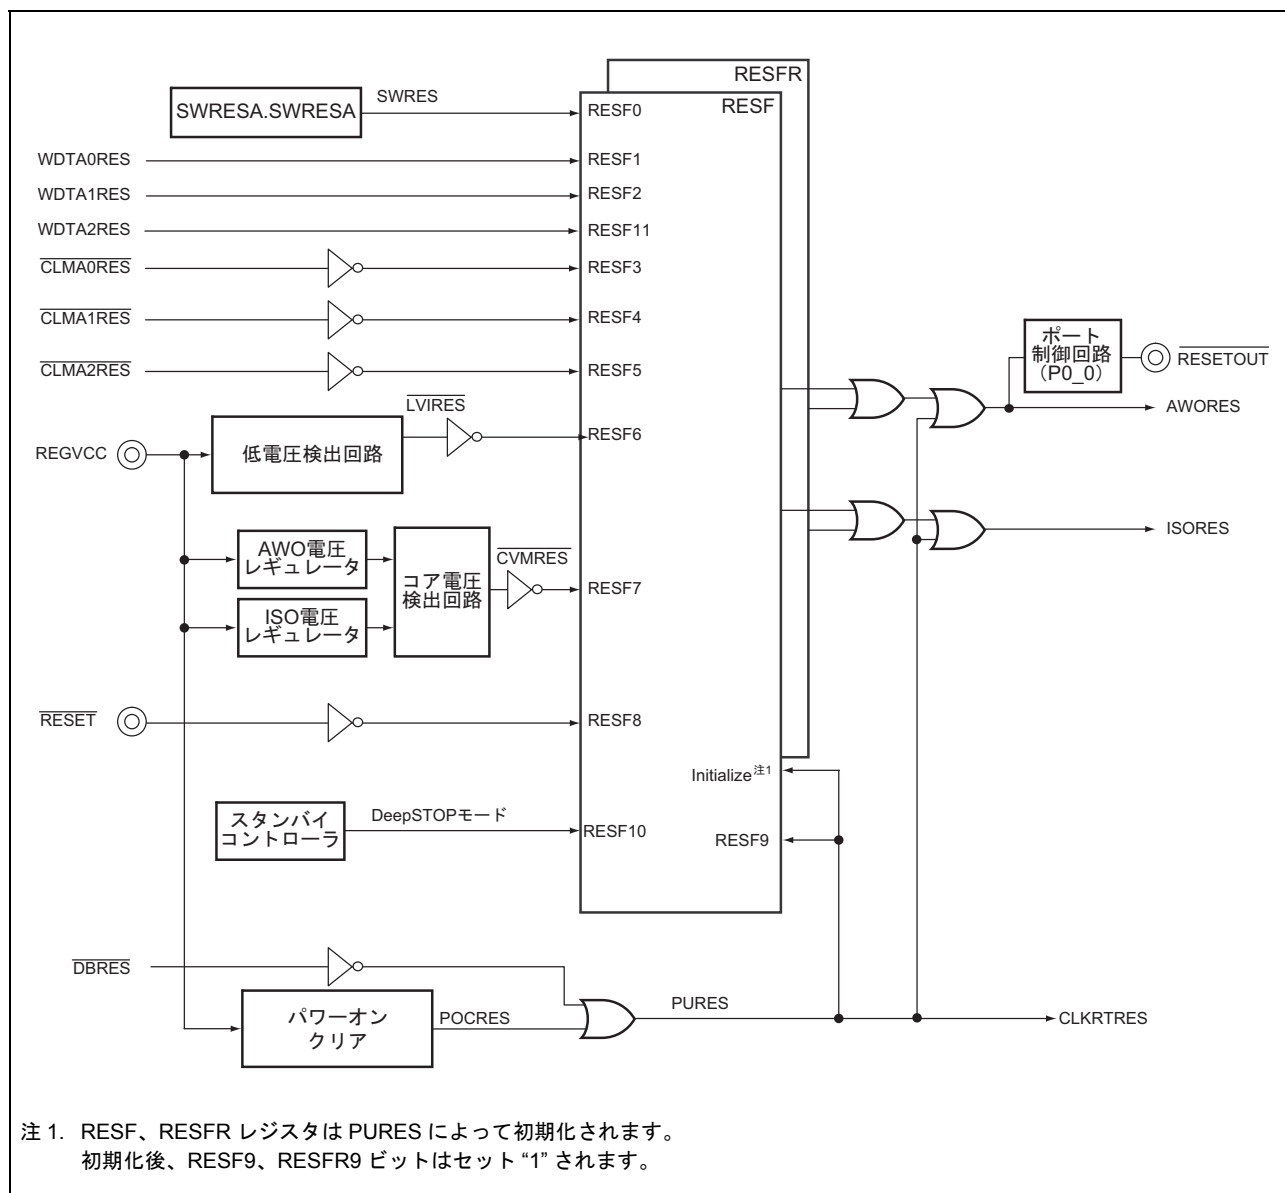 RESFR
RESF
SWRESA.SWRESA
SWRES
RESF0
WDTA0RES
RESF1
WDTA1RES
RESF2
WDTA2RES
RESF11
CLMA0RES
RESF3
CLMA1RES
RESF4
CLMA2RES
RESF5
ポート
制御回路
（P0_0）
RESETOUT
AWORES
LVIRES
RESF6
REGVCC
低電圧検出回路
ISORES
AWO電圧
レギュレータ
ISO電圧
レギュレータ
コア電圧
検出回路
CVMRES
RESF7
RESET
RESF8
Initialize注1
スタンバイ
コントローラ
DeepSTOPモード
RESF10
RESF9
DBRES
パワーオン
クリア
POCRES
PURES
CLKRTRES
注 1. RESF、RESFR レジスタは PURES によって初期化されます。
初期化後、RESF9、RESFR9 ビットはセット “1” されます。